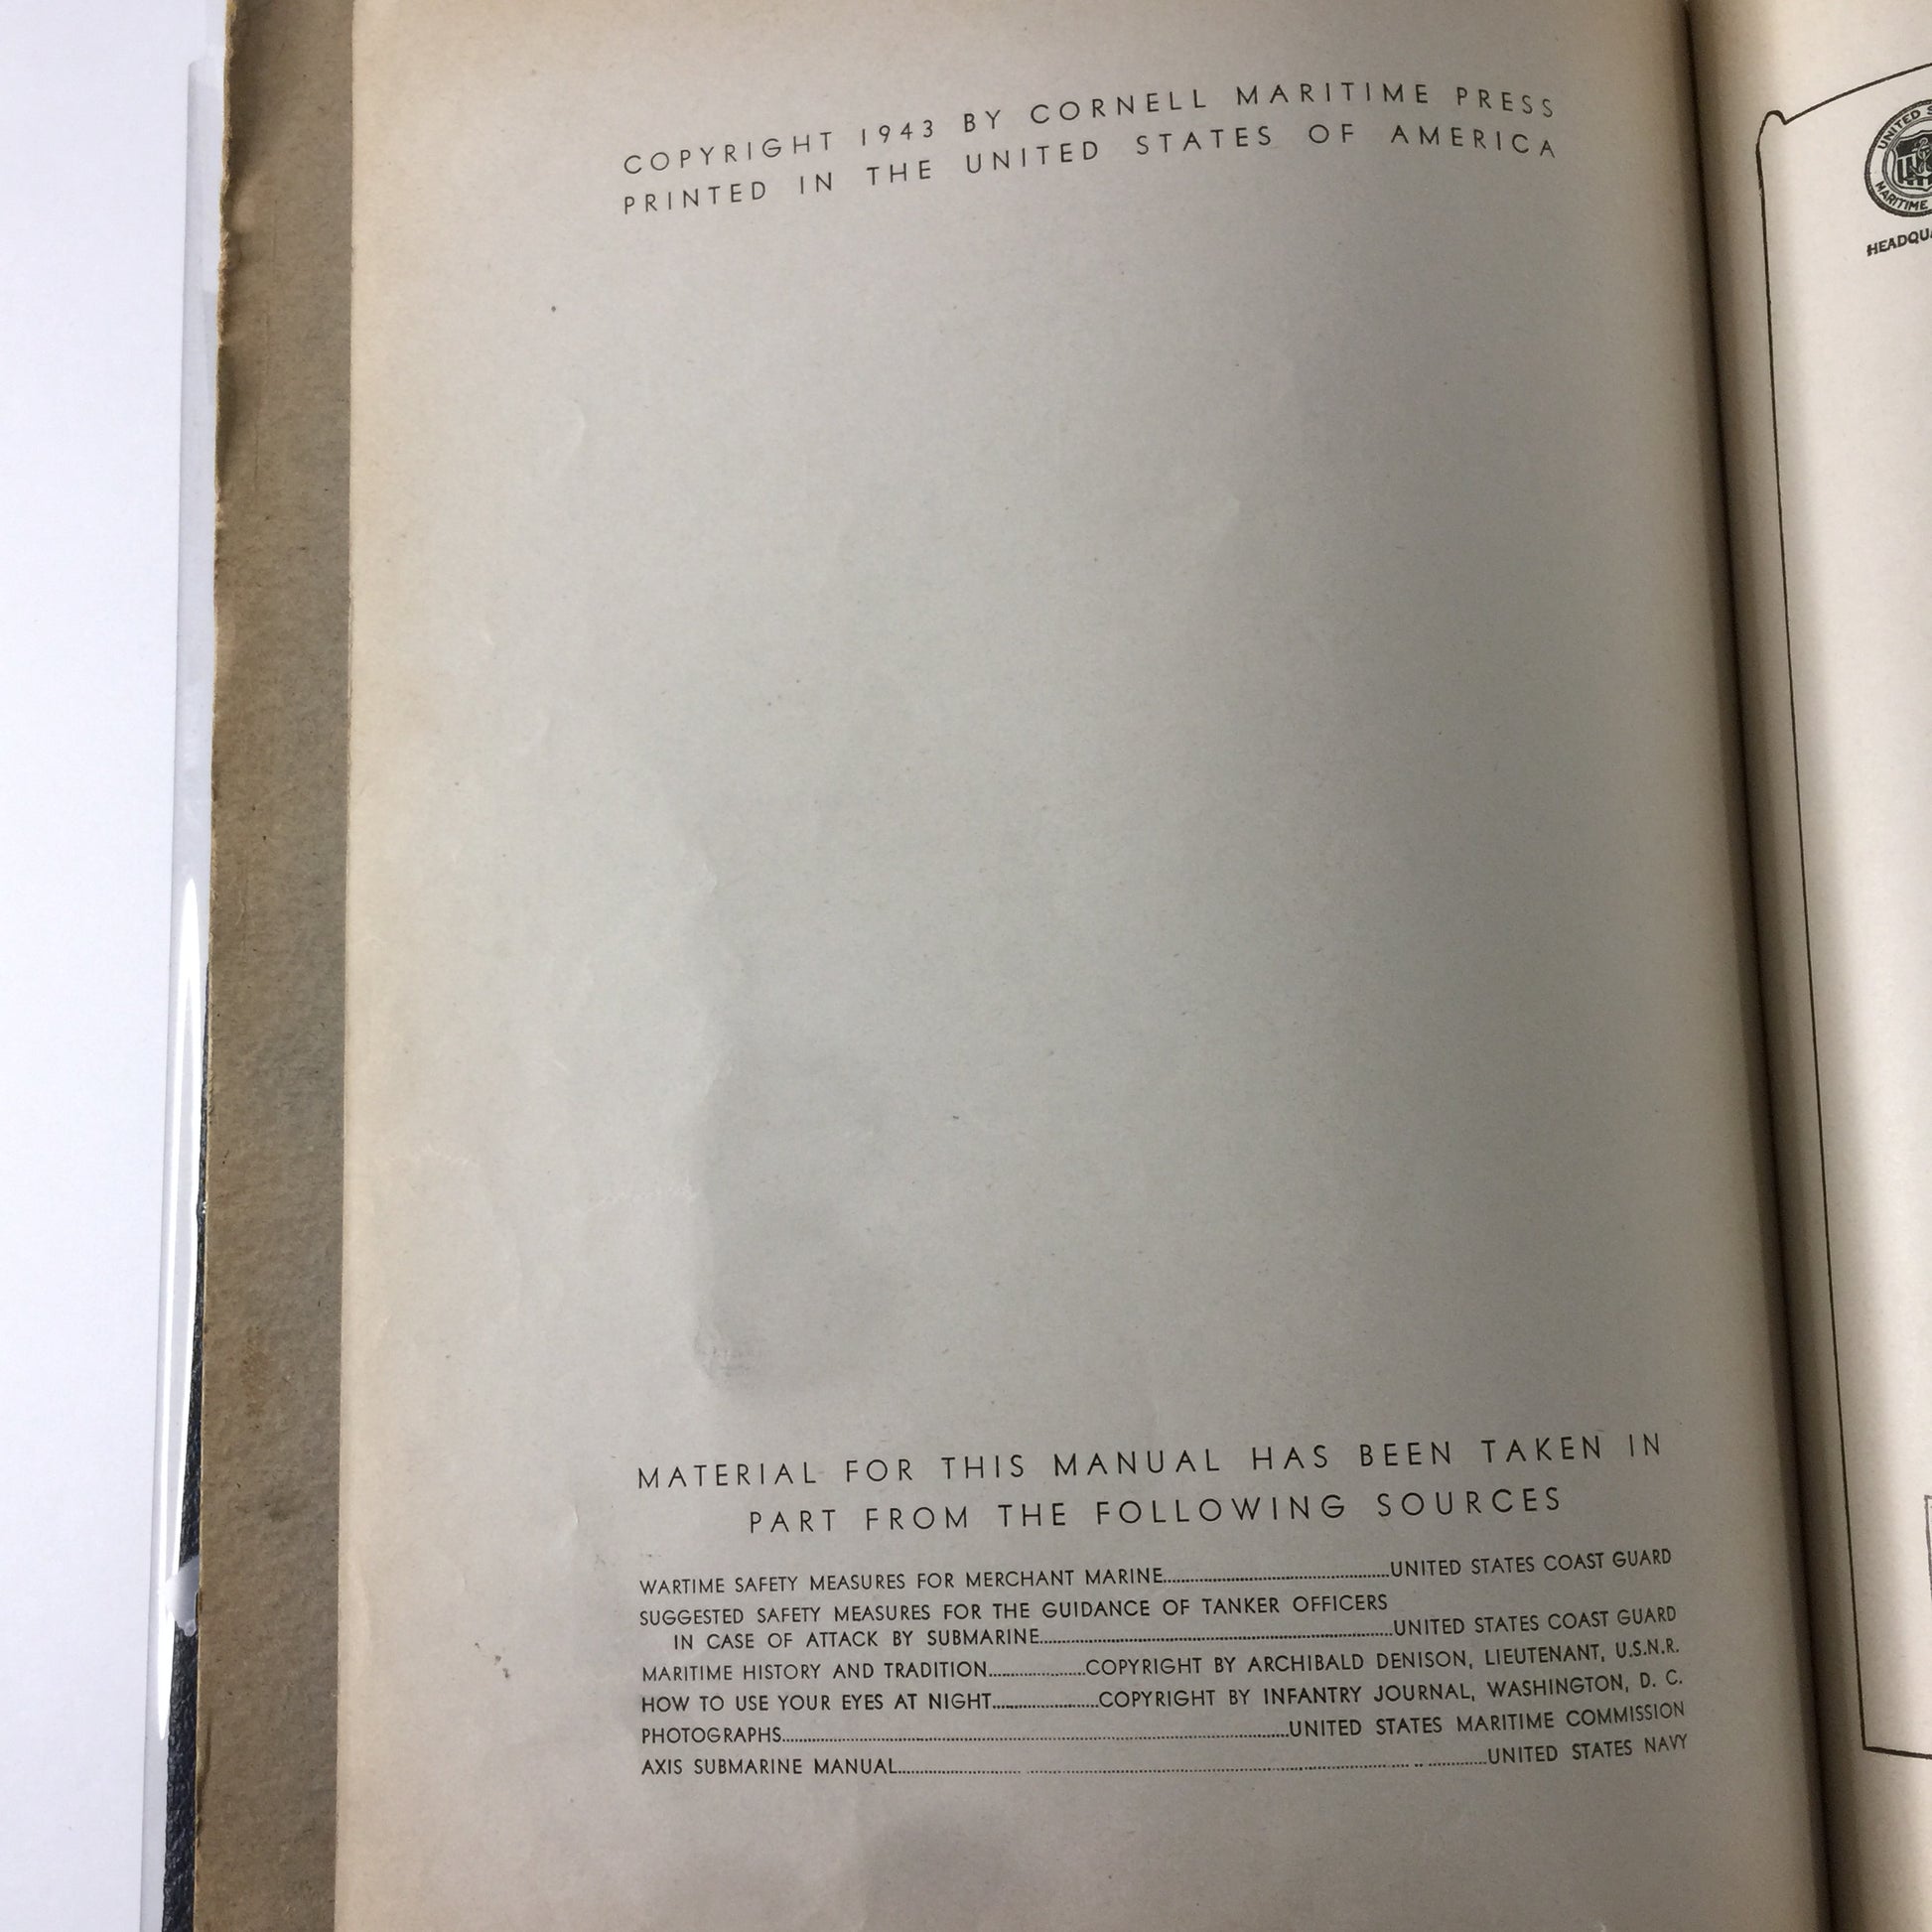 COPYRIGHT 1943 BY CORNELL MARITIME PRESS
PRINTED IN THE UNITED STATES OF AMERICA
MATERIAL FOR THIS MANUAL HAS BEEN TAKEN IN
PART FROM THE FOLLOWING SOURCES
WARTIME SAFETY MEASURES FOR MERCHANT MARINE..........UNITED STATES COAST GUARD
SUGGESTED SAFETY MEASURES FOR THE GUIDANCE OF TANKER OFFICERS
IN CASE OF ATTACK BY SUBMARINE..........UNITED STATES COAST GUARD
MARITIME HISTORY AND TRADITION..........COPYRIGHT BY ARCHIBALD DENISON, LIEUTENANT, U.S.N.R.
HOW TO USE YOUR EYES AT NIGHT..........COPYRIGHT BY INFANTRY JOURNAL, WASHINGTON, D. C.
PHOTOGRAPHS..........UNITED STATES MARITIME COMMISSION
AXIS SUBMARINE MANUAL..........UNITED STATES NAVY
UNITED
MARITIME